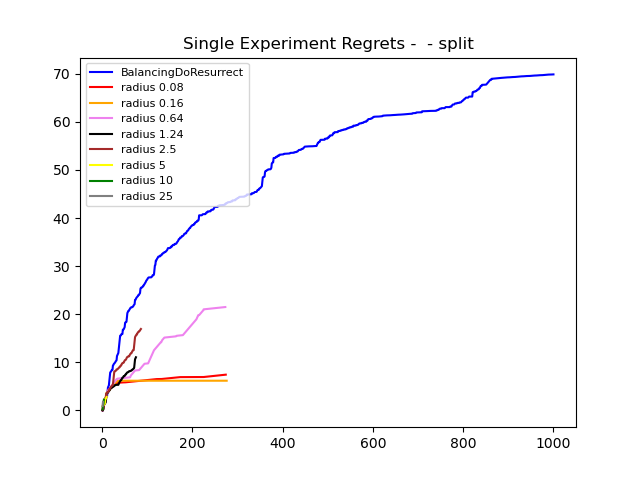 Single Experiment Regrets -  - split
70
60
50
40
30
20
10
0
BalancingDoResurrect
radius 0.08
radius 0.16
radius 0.64
radius 1.24
radius 2.5
radius 5
radius 10
radius 25
0 200 400 600 800 1000